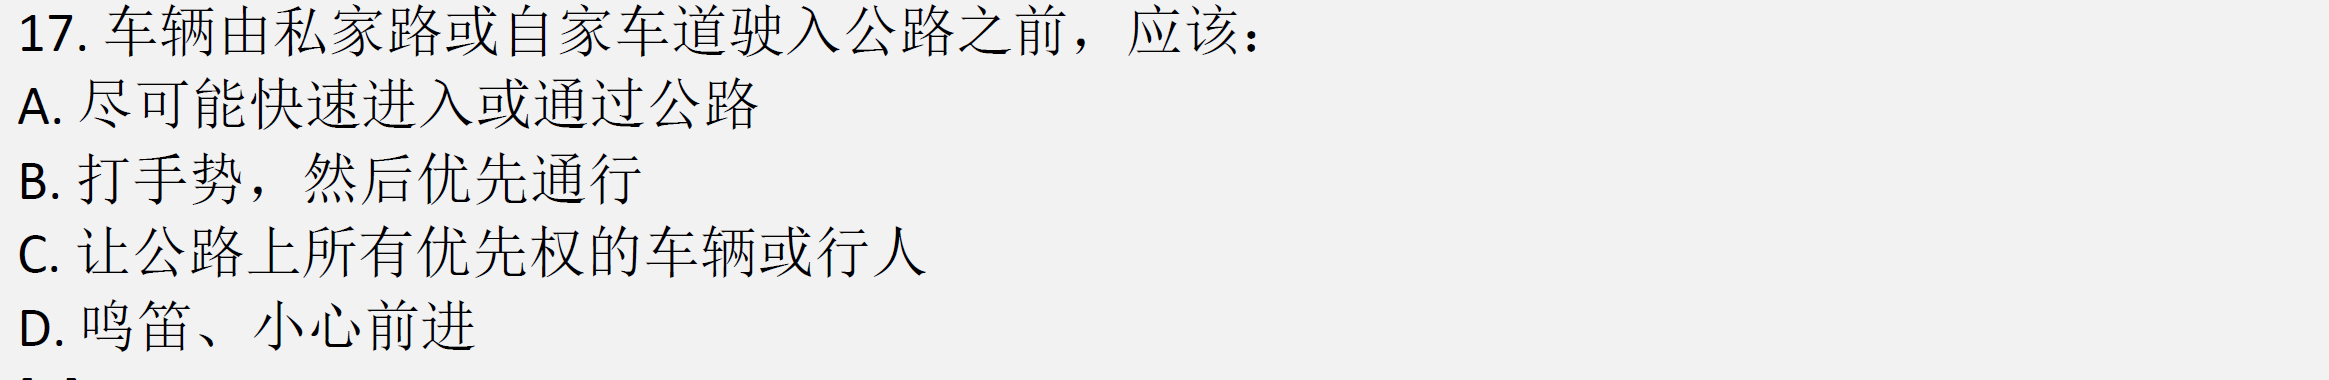 17. 车辆由私家路或自家车道驶入公路之前，应该：
A. 尽可能快速进入或通过公路
B. 打手势，然后优先通行
C. 让公路上所有优先权的车辆或行人
D. 鸣笛、小心前进